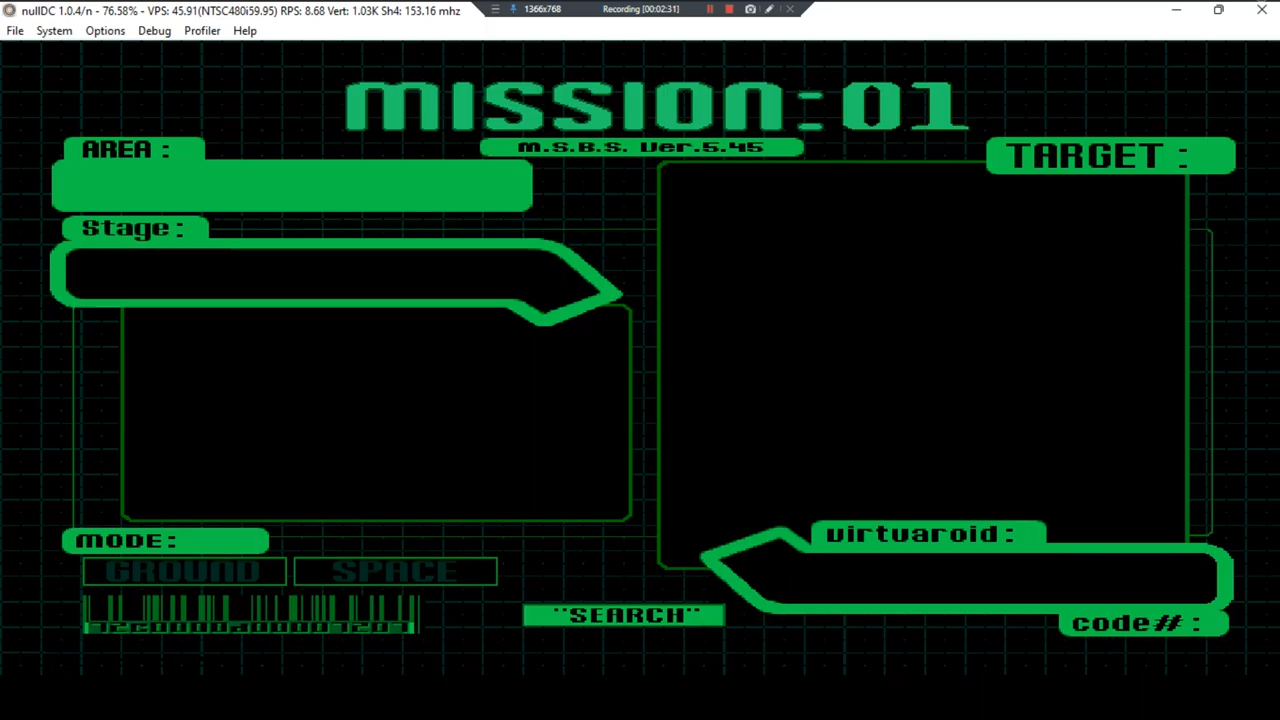 nullDC 1.0.4/n - 76.58% - VPS: 45.91(NTSC480i59.95) RPS: 8.68 Vert: 1.03K Sh4: 153.16 mhz
1366x768
Recording [00:02:31]
File System Options Debug Profiler Help
MISSION:01
M.S.B.S. Ver.5.45
AREA :
TARGET :
Stage:
MODE:
GROUND SPACE
virtuaroid:
"SEARCH"
code#: